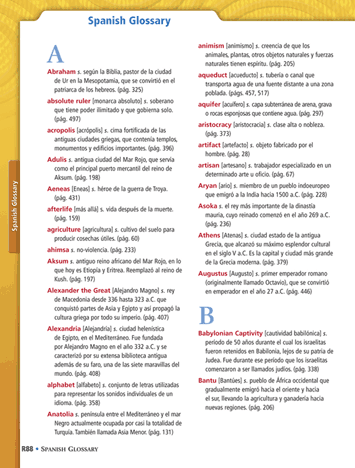 Spanish Glossary
A
Abraham s. según la Biblia, pastor de la ciudad
de Ur en la Mesopotamia, que se convirtió en el
patriarca de los hebreos. (pág. 325)
absolute ruler [monarca absoluto] s. soberano
que tiene poder ilimitado y que gobierna solo.
(pág. 497)
acropolis [acrópolis] s. cima fortificada de las
antiguas ciudades griegas, que contenía templos,
monumentos y edificios importantes. (pág. 396)
Adulis s. antigua ciudad del Mar Rojo, que servía
como el principal puerto mercantil del reino de
Aksum. (pág. 198)
Aeneas [Eneas] s. héroe de la guerra de Troya.
(pág. 431)
afterlife [más allá] s. vida después de la muerte.
(pág. 159)
agriculture [agricultura] s. cultivo del suelo para
producir cosechas útiles. (pág. 60)
ahimsa s. no-violencia. (pág. 233)
Aksum s. antiguo reino africano del Mar Rojo, en lo
que hoy es Etiopía y Eritrea. Reemplazó al reino de
Kush. (pág. 197)
Alexander the Great [Alejandro Magno] s. rey
de Macedonia desde 336 hasta 323 a.C. que
conquistó partes de Asia y Egipto y así propagó la
cultura griega por todo su imperio. (pág. 407)
Alexandria [Alejandría] s. ciudad helenística
de Egipto, en el Mediterráneo. Fue fundada
por Alejandro Magno en el año 332 a.C. y se
caracterizó por su extensa biblioteca antigua
además de su faro, una de las siete maravillas del
mundo. (pág. 408)
alphabet [alfabeto] s. conjunto de letras utilizadas
para representar los sonidos individuales de un
idioma. (pág. 358)
Anatolia s. península entre el Mediterráneo y el mar
Negro actualmente ocupada por casi la totalidad de
Turquía. También llamada Asia Menor. (pág. 131)
animism [animismo] s. creencia de que los
animales, plantas, otros objetos naturales y fuerzas
naturales tienen espíritu. (pág. 205)
aqueduct [acueducto] s. tubería o canal que
transporta agua de una fuente distante a una zona
poblada. (págs. 457, 517)
aquifer [acuífero] s. capa subterránea de arena, grava
o rocas esponjosas que contiene agua. (pág. 297)
aristocracy [aristocracia] s. clase alta o nobleza.
(pág. 373)
artifact [artefacto] s. objeto fabricado por el
hombre. (pág. 28)
artisan [artesano] s. trabajador especializado en un
determinado arte u oficio. (pág. 67)
Aryan [ario] s. miembro de un pueblo indoeuropeo
que emigró a la India hacia 1500 a.C. (pág. 228)
Asoka s. el rey más importante de la dinastía
mauria, cuyo reinado comenzó en el año 269 a.C.
(pág. 236)
Athens [Atenas] s. ciudad estado de la antigua
Grecia, que alcanzó su máximo esplendor cultural
en el siglo V a.C. Es la capital y ciudad más grande
de la Grecia moderna. (pág. 379)
Augustus [Augusto] s. primer emperador romano
(originalmente llamado Octavio), que se convirtió
en emperador en el año 27 a.C. (pág. 446)
B
Babylonian Captivity [cautividad babilónica] s.
período de 50 años durante el cual los israelitas
fueron retenidos en Babilonia, lejos de su patria de
Judea. Fue durante ese período que los israelitas
comenzaron a ser llamados judíos. (pág. 338)
Bantu [Bantúes] s. pueblo de África occidental que
gradualmente emigró hacia el oriente y hacia
el sur, llevando la agricultura y ganadería hacia
nuevas regiones. (pág. 206)
Spanish Glossary
R88 • SPANISH GLOSSARY